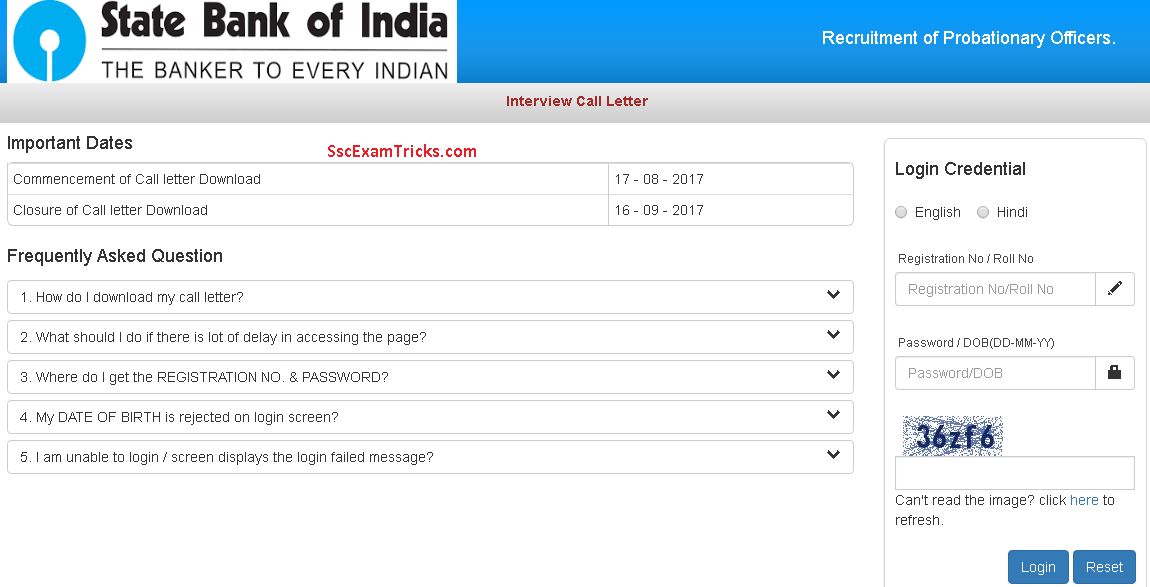 State Bank of India
THE BANKER TO EVERY INDIAN
Recruitment of Probationary Officers.
Interview Call Letter
Important Dates
SscExamTricks.com
Commencement of Call letter Download 17 - 08 - 2017
Closure of Call letter Download 16 - 09 - 2017
Frequently Asked Question
1. How do I download my call letter?
2. What should I do if there is lot of delay in accessing the page?
3. Where do I get the REGISTRATION NO. & PASSWORD?
4. My DATE OF BIRTH is rejected on login screen?
5. I am unable to login / screen displays the login failed message?
Login Credential
English Hindi
Registration No / Roll No
Registration No/Roll No
Password / DOB(DD-MM-YY)
Password/DOB
36zf6
Can't read the image? click here to
refresh.
Login Reset